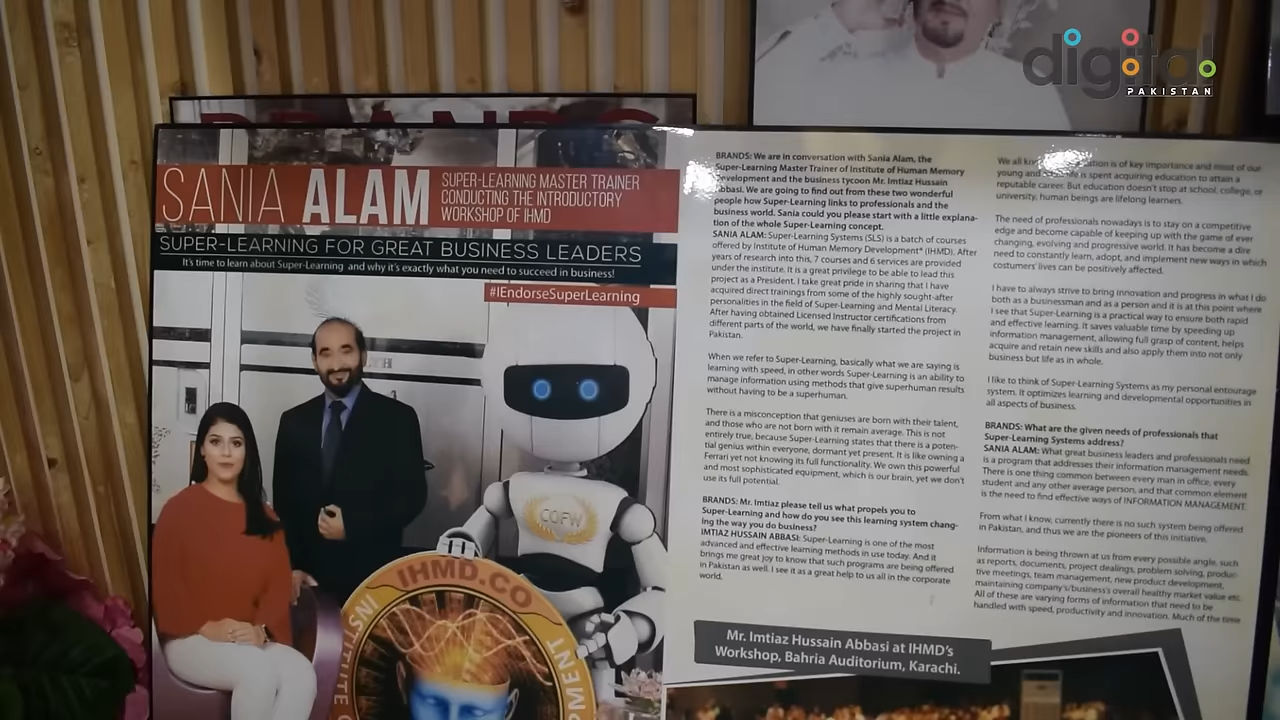 digital
PAKISTAN
BRANDS
SANIA ALAM
SUPER-LEARNING MASTER TRAINER
CONDUCTING THE INTRODUCTORY
WORKSHOP OF IHMD
SUPER-LEARNING FOR GREAT BUSINESS LEADERS
It's time to learn about Super-Learning and why it's exactly what you need to succeed in business!
#IEndorseSuperLearning
COFW
IHMD.CO
BRANDS: We are in conversation with Sania Alam, the
Super-Learning Master Trainer of Institute of Human Memory
Development and the business tycoon Mr. Imtiaz Hussain
Abbasi. We are going to find out from these two wonderful
people how Super-Learning links to professionals and the
business world. Sania could you please start with a little explana-
tion of the whole Super-Learning concept.
SANIA ALAM: Super-Learning Systems (SLS) is a batch of courses
offered by Institute of Human Memory Development* (IHMD). After
years of research into this, 7 courses and 6 services are provided
under the institute. It is a great privilege to be able to lead this
project as a President. I take great pride in sharing that I have
acquired direct trainings from some of the highly sought-after
personalities in the field of Super-Learning and Mental Literacy
After having obtained Licensed Instructor certifications from
different parts of the world, we have finally started the project in
Pakistan.
When we refer to Super-Learning, basically what we are saying is
learning with speed, in other words Super-Learning is an ability to
manage information using methods that give superhuman results
without having to be a superhuman.
There is a misconception that geniuses are born with their talent,
and those who are not born with it remain average. This is not
entirely true, because Super-Learning states that there is a poten-
tial genius within everyone, dormant yet present. It is like owning a
Ferrari yet not knowing its full functionality. We own this powerful
and most sophisticated equipment, which is our brain, yet we don't
use its full potential.
BRANDS: Mr. Imtiaz please tell us what propels you to
Super-Learning and how do you see this learning system chang-
ing the way you do business?
IMTIAZ HUSSAIN ABBASI: Super-Learning is one of the most
advanced and effective learning methods in use today. And it
brings me great joy to know that such programs are being offered
in Pakistan as well. I see it as a great help to us all in the corporate
world.
We all is of key importance and most of our
young and is spent acquiring education to attain a
reputable career. But education doesn't stop at school, college, or
university, human beings are lifelong learners.
The need of professionals nowadays is to stay on a competitive
edge and become capable of keeping up with the game of ever
changing, evolving and progressive world. It has become a dire
need to constantly learn, adopt, and implement new ways in which
costumers' lives can be positively affected.
I have to always strive to bring innovation and progress in what I do
both as a businessman and as a person and it is at this point where
I see that Super-Learning is a practical way to ensure both rapid
and effective learning. It saves valuable time by speeding up
information management, allowing full grasp of content, helps
acquire and retain new skills and also apply them into not only
business but life as in whole.
I like to think of Super-Learning Systems as my personal entourage
system. It optimizes learning and developmental opportunities in
all aspects of business.
BRANDS: What are the given needs of professionals that
Super-Learning Systems address?
SANIA ALAM: What great business leaders and professionals need
is a program that addresses their information management needs.
There is one thing common between every man in office, every
student and any other average person, and that common element
is the need to find effective ways of INFORMATION MANAGEMENT.
From what I know, currently there is no such system being offered
in Pakistan, and thus we are the pioneers of this initiative.
Information is being thrown at us from every possible angle, such
as reports, documents, project dealings, problem solving, produc-
tive meetings, team management, new product development,
maintaining company's/business's overall healthy market value etc.
All of these are varying forms of information that need to be
handled with speed, productivity and innovation. Much of the time
Mr. Imtiaz Hussain Abbasi at IHMD's
Workshop, Bahria Auditorium, Karachi.